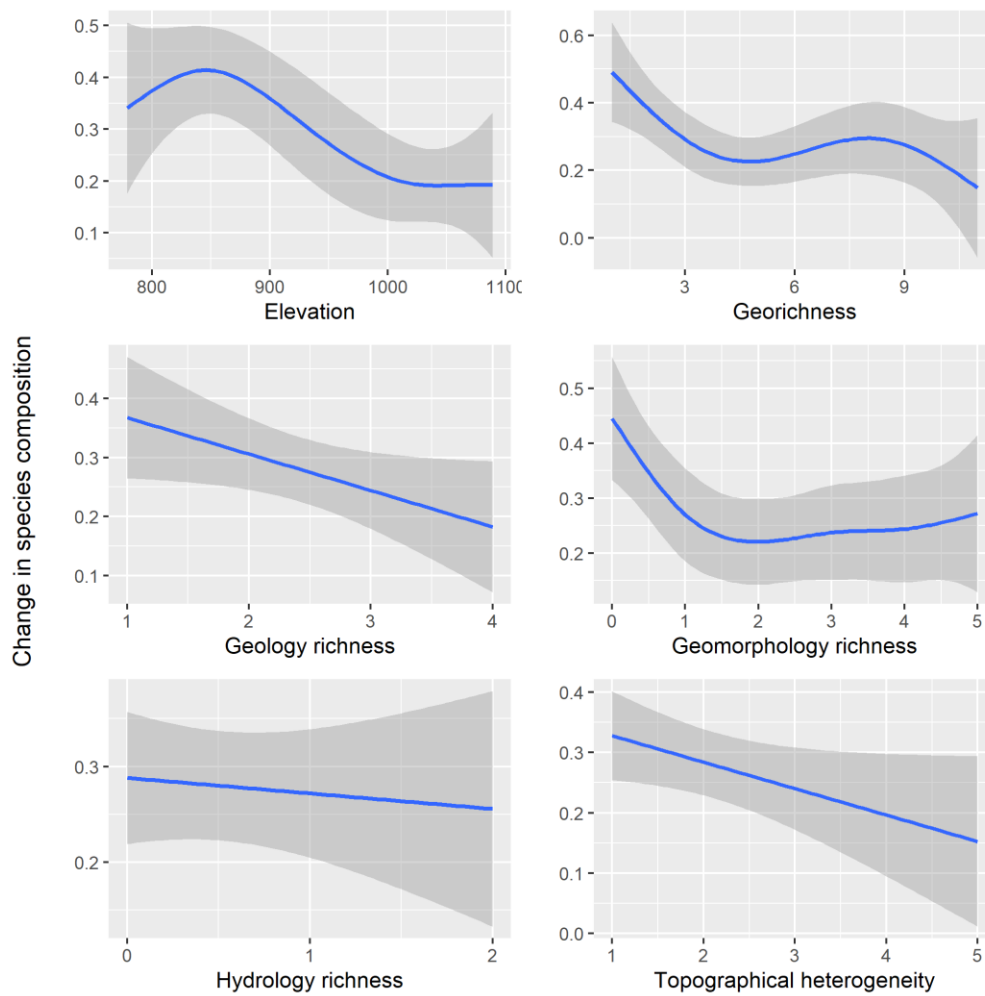 Change in species composition
0.5
0.4
0.3
0.2
0.1
800 900 1000 1100
Elevation
0.6
0.4
0.2
0.0
3 6 9
Georichness
0.4
0.3
0.2
0.1
1 2 3 4
Geology richness
0.5
0.4
0.3
0.2
0 1 2 3 4 5
Geomorphology richness
0.3
0.2
0 1 2
Hydrology richness
0.4
0.3
0.2
0.1
0.0
1 2 3 4 5
Topographical heterogeneity